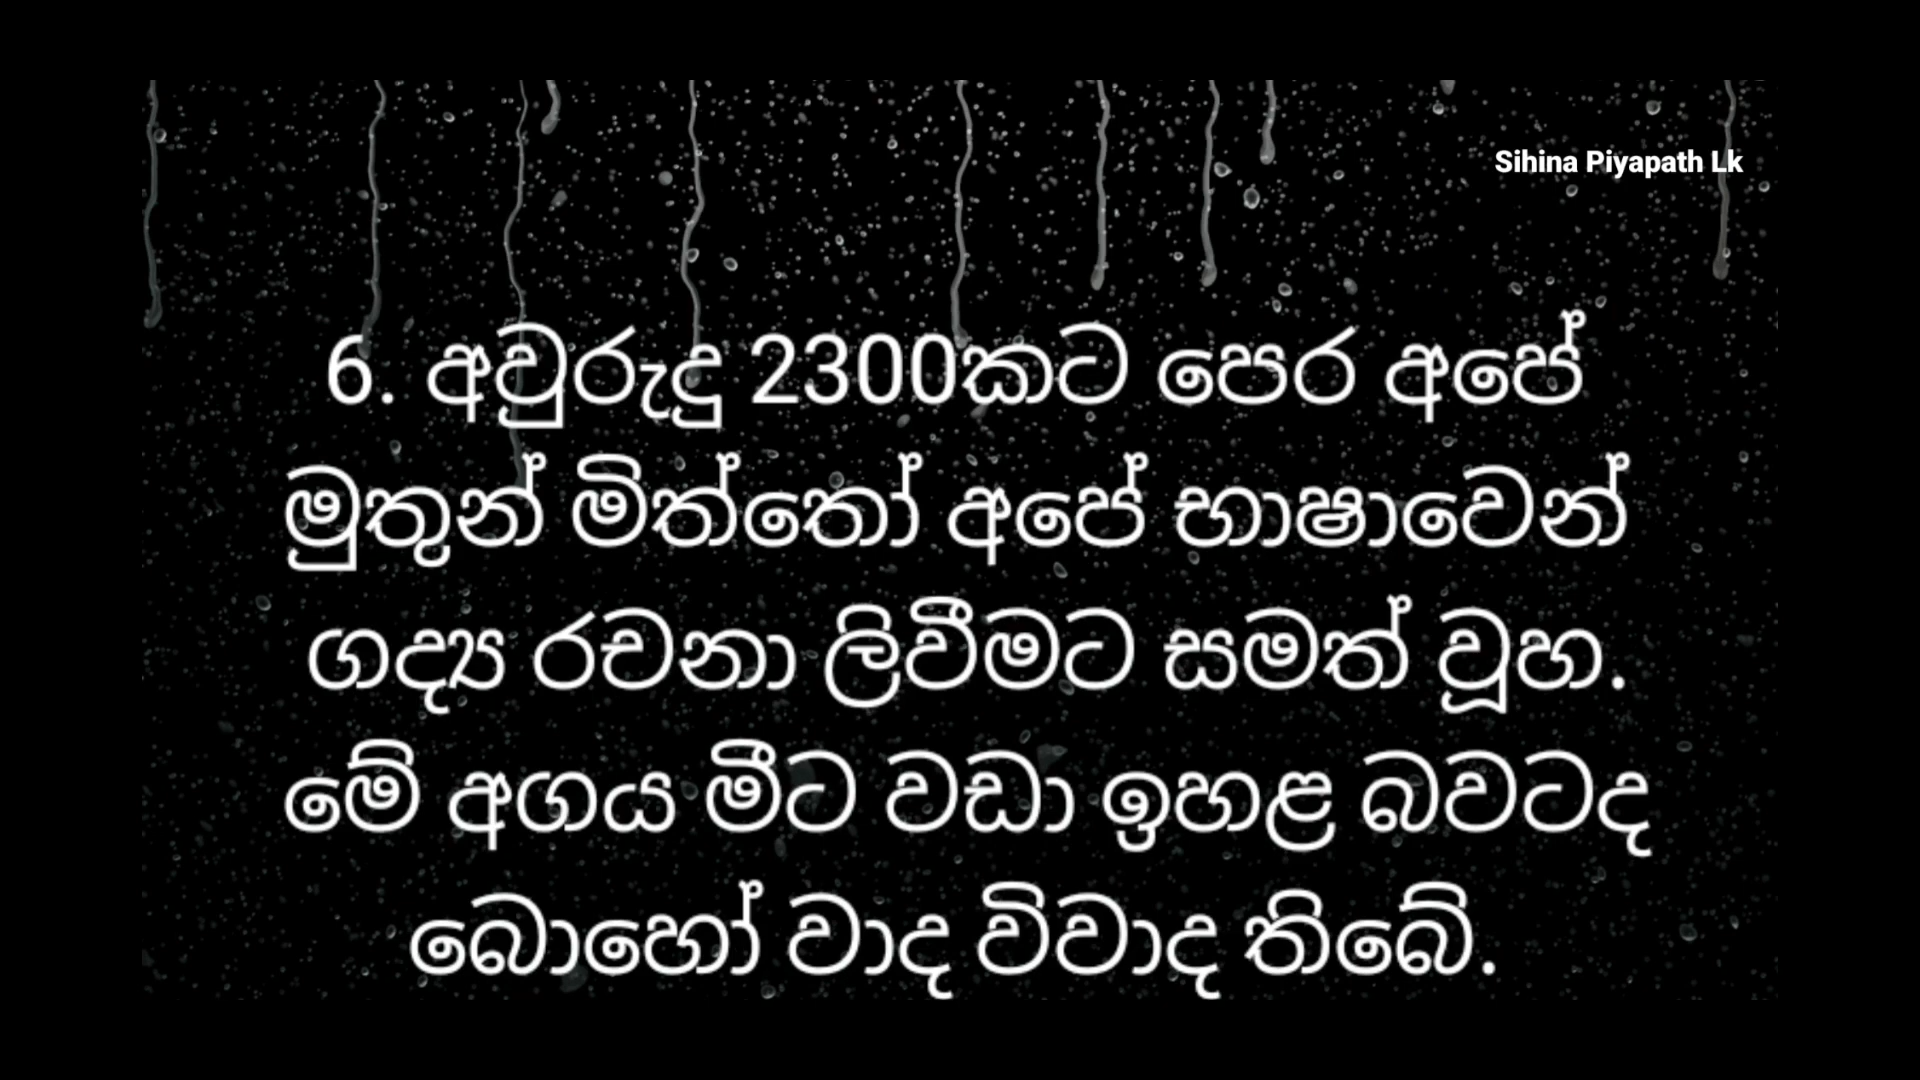 Sihina Piyapath Lk
6. අවුරුදු 2300කට පෙර අපේ
මුතුන් මිත්තෝ අපේ භාෂාවෙන්
ගද්‍ය රචනා ලිවීමට සමත් වූහ.
මේ අගය මීට වඩා ඉහළ බවටද
බොහෝ වාද විවාද තිබේ.